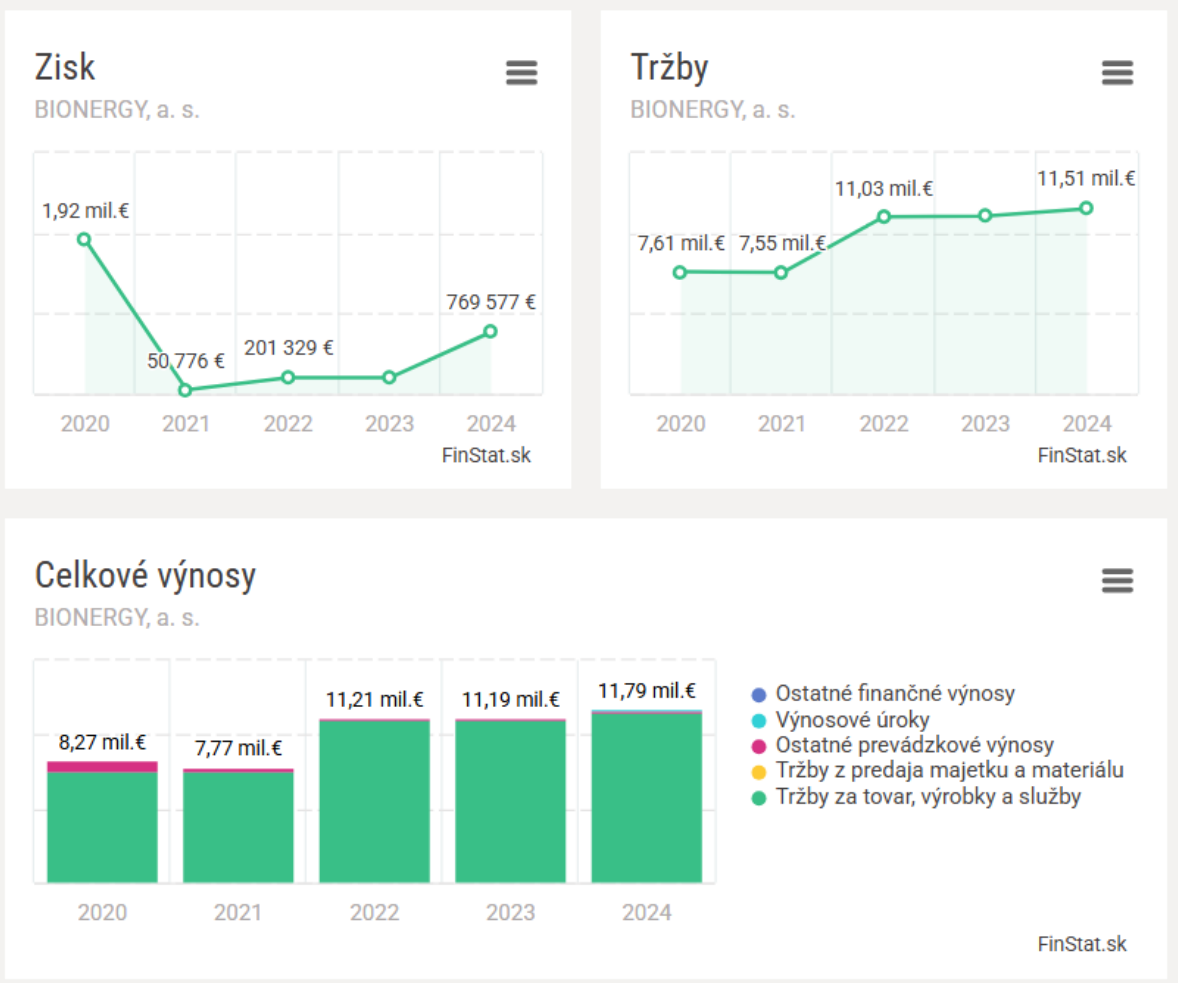 Zisk
BIONERGY, a. s.
1,92 mil.€
50 776 €
201 329 €
769 577 €
2020 2021 2022 2023 2024
FinStat.sk
Tržby
BIONERGY, a. s.
7,61 mil.€
7,55 mil.€
11,03 mil.€
11,51 mil.€
2020 2021 2022 2023 2024
FinStat.sk
Celkové výnosy
BIONERGY, a. s.
8,27 mil.€
7,77 mil.€
11,21 mil.€
11,19 mil.€
11,79 mil.€
2020 2021 2022 2023 2024
Ostatné finančné výnosy
Výnosové úroky
Ostatné prevádzkové výnosy
Tržby z predaja majetku a materiálu
Tržby za tovar, výrobky a služby
FinStat.sk